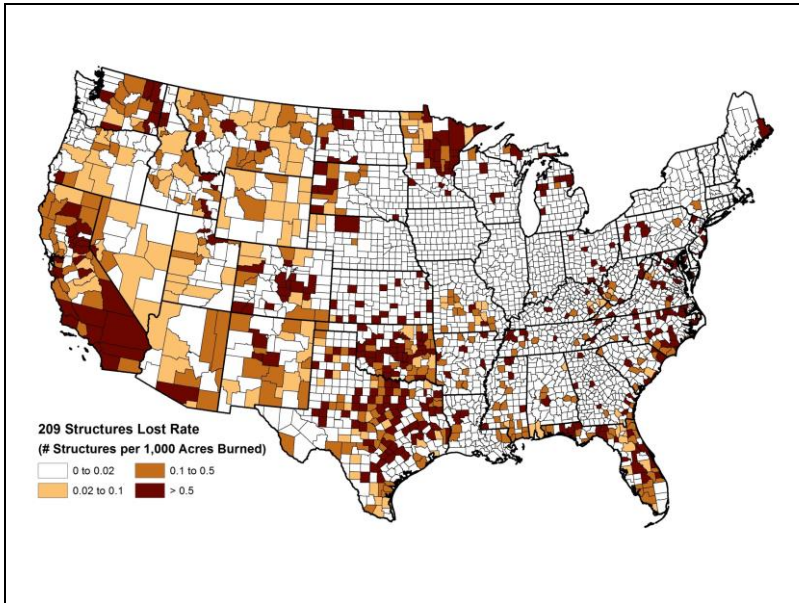 209 Structures Lost Rate
(# Structures per 1,000 Acres Burned)
0 to 0.02
0.1 to 0.5
0.02 to 0.1
> 0.5